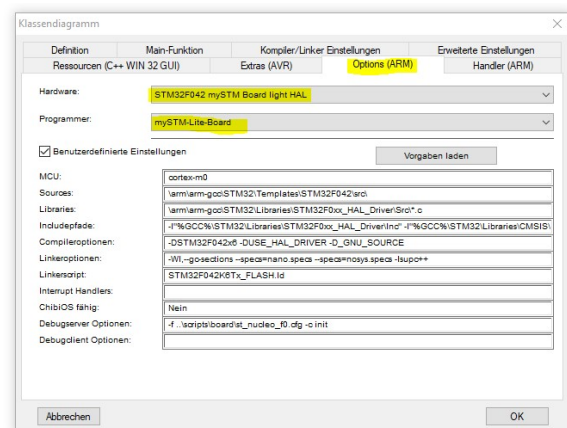 Klassendiagramm
Definition Main-Funktion Kompiler/Linker Einstellungen Erweiterte Einstellungen
Ressourcen (C++ WIN 32 GUI) Extras (AVR) Options (ARM) Handler (ARM)
Hardware: STM32F042 mySTM Board light HAL
Programmer: mySTM-Lite-Board
Benutzerdefinierte Einstellungen Vorgaben laden
MCU: cortex-m0
Sources: \arm\arm-gcc\STM32\Templates\STM32F042\src\
Libraries: \arm\arm-gcc\STM32\Libraries\STM32F0xx_HAL_Driver\Src\*.c
Includepfade: -I"%GCC%\STM32\Libraries\STM32F0xx_HAL_Driver\Inc" -I"%GCC%\STM32\Libraries\CMSIS\
Compileroptionen: -DSTM32F042x6 -DUSE_HAL_DRIVER -D_GNU_SOURCE
Linkeroptionen: -Wl,--gc-sections --specs=nano.specs --specs=nosys.specs -lsupc++
Linkerscript: STM32F042K6Tx_FLASH.ld
Interrupt Handlers:
ChibiOS fähig: Nein
Debugserver Optionen: -f ..\scripts\board\st_nucleo_f0.cfg -c init
Debugclient Optionen:
Abbrechen OK